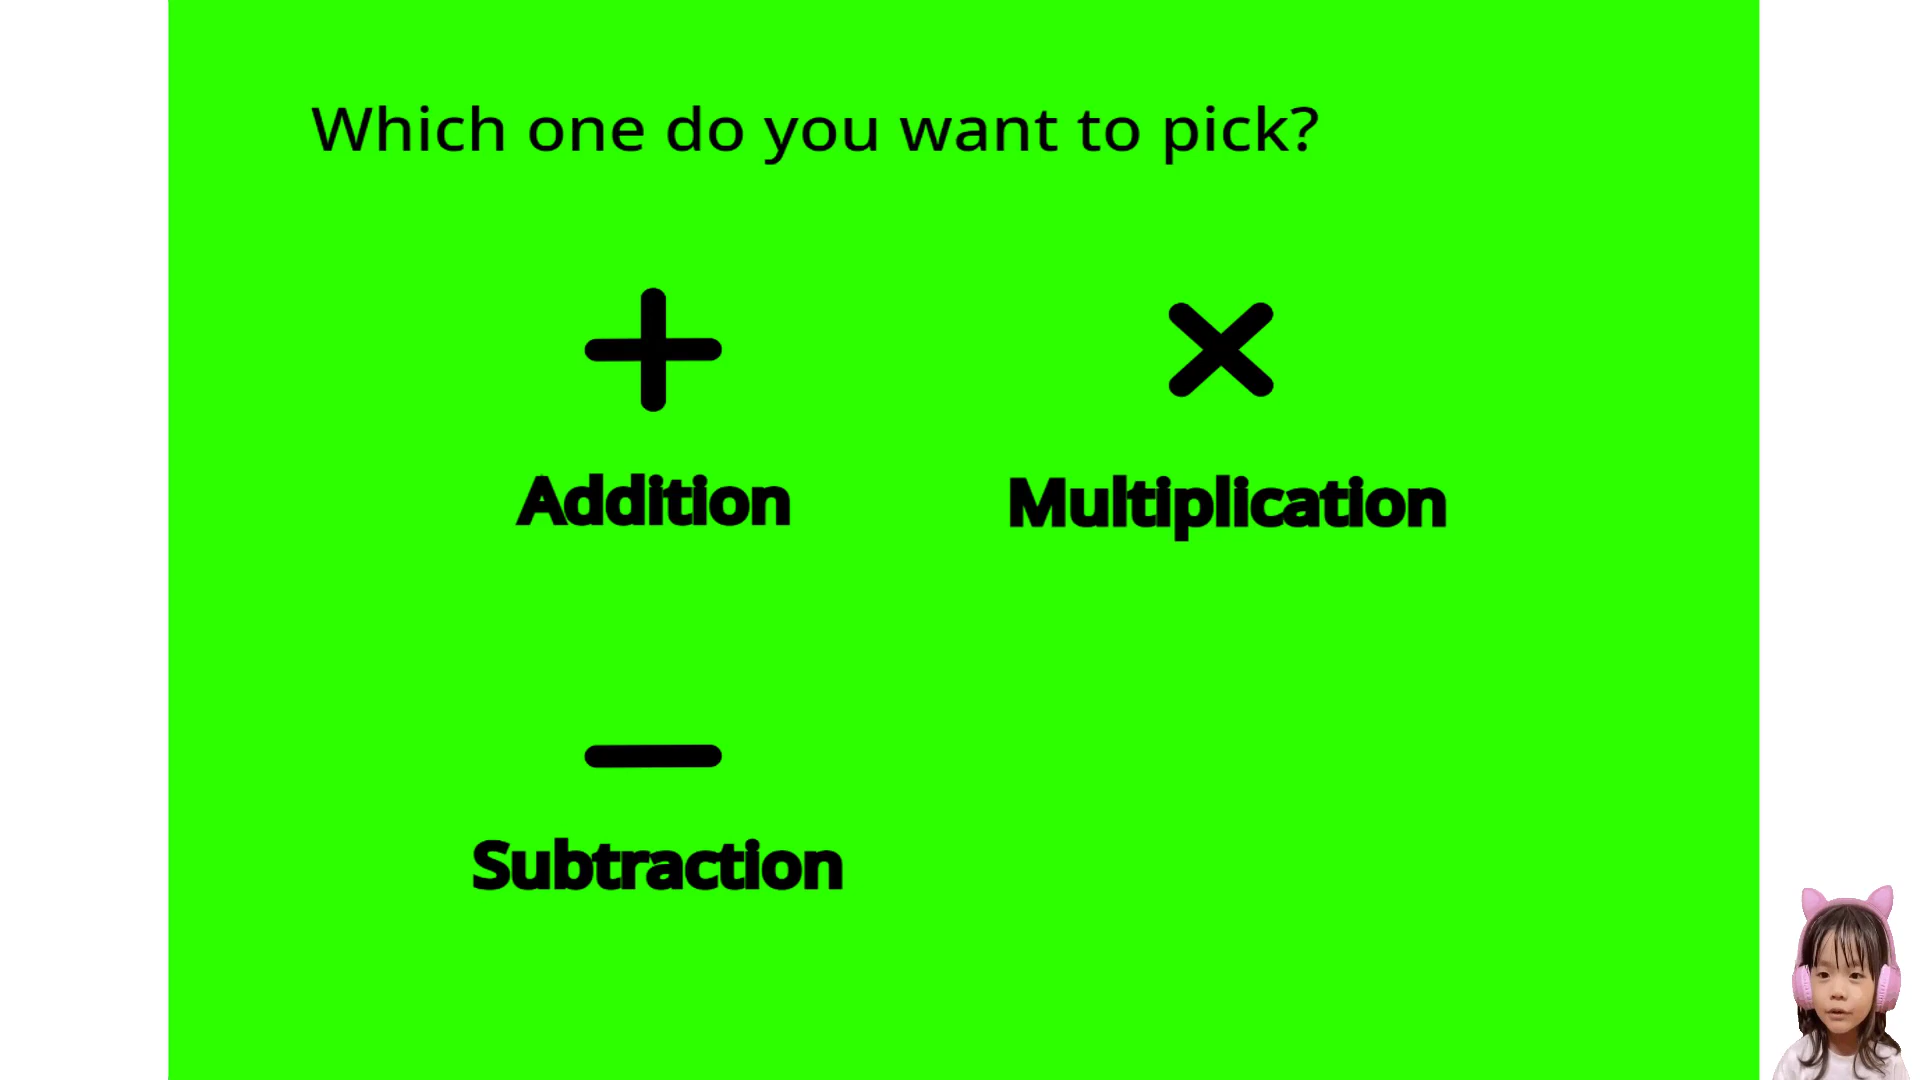 Which one do you want to pick?
+ ×
Addition Multiplication
−
Subtraction